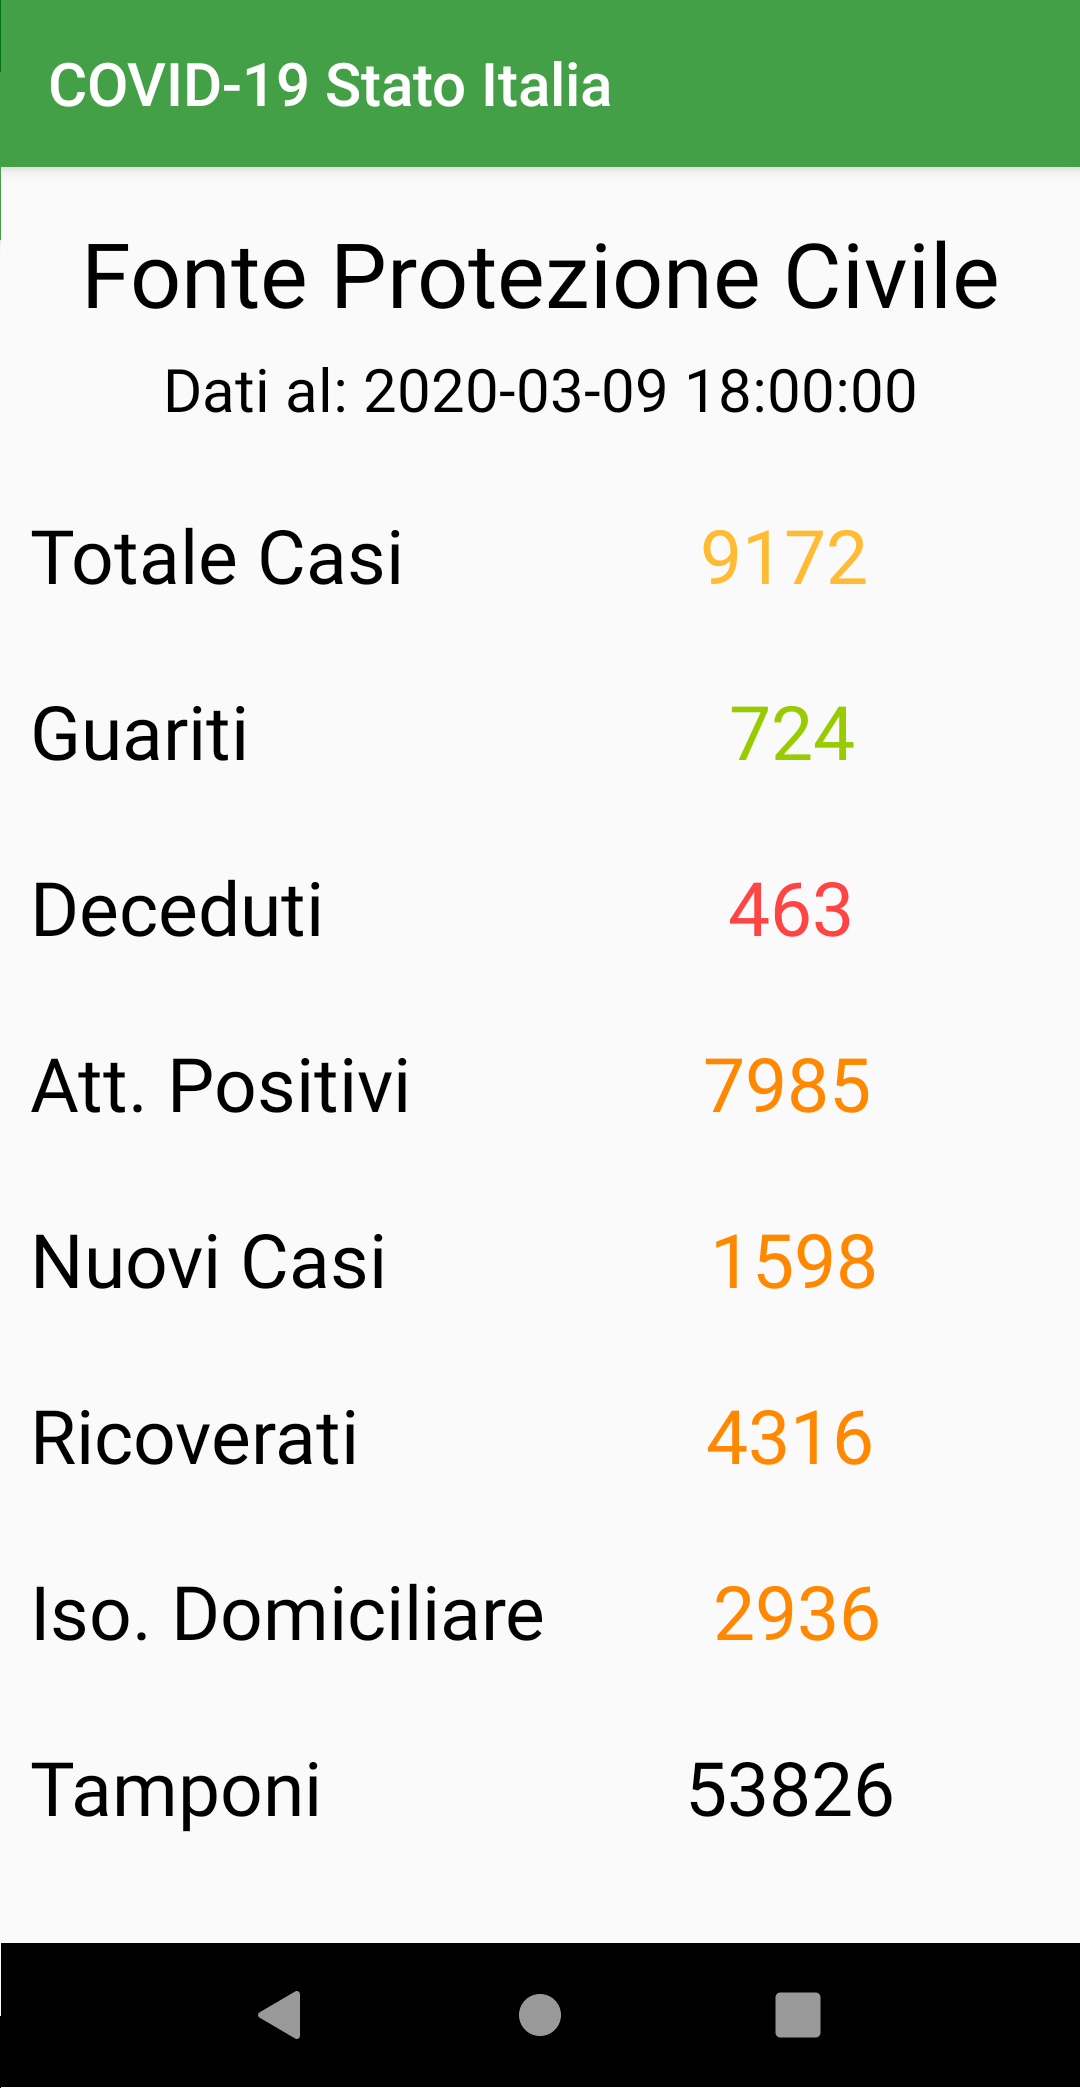 COVID-19 Stato Italia
Fonte Protezione Civile
Dati al: 2020-03-09 18:00:00
Totale Casi 9172
Guariti 724
Deceduti 463
Att. Positivi 7985
Nuovi Casi 1598
Ricoverati 4316
Iso. Domiciliare 2936
Tamponi 53826